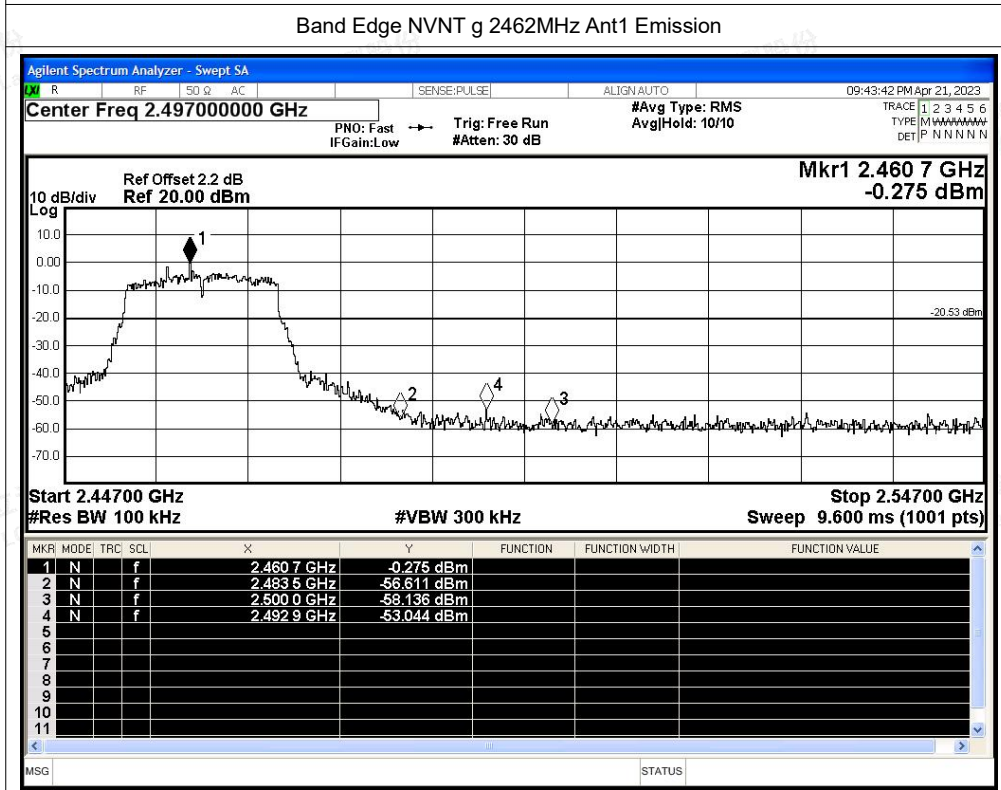 Band Edge NVNT g 2462MHz Ant1 Emission
Agilent Spectrum Analyzer - Swept SA
LXI R RF 50 Ω AC SENSE:PULSE ALIGN AUTO 09:43:42 PM Apr 21, 2023
Center Freq 2.497000000 GHz #Avg Type: RMS TRACE 1 2 3 4 5 6
PNO: Fast Trig: Free Run Avg|Hold: 10/10 TYPE M WWWWW
IFGain:Low #Atten: 30 dB DET P N N N N N
Mkr1 2.460 7 GHz
Ref Offset 2.2 dB
10 dB/div Ref 20.00 dBm -0.275 dBm
Log
10.0
1
0.00
-10.0
-20.0 -20.53 dBm
-30.0
-40.0
4
2
3
-50.0
-60.0
-70.0
Start 2.44700 GHz Stop 2.54700 GHz
#Res BW 100 kHz #VBW 300 kHz Sweep 9.600 ms (1001 pts)
MKR MODE TRC SCL X Y FUNCTION FUNCTION WIDTH FUNCTION VALUE
1 N f 2.460 7 GHz -0.275 dBm
2 N f 2.483 5 GHz -56.611 dBm
3 N f 2.500 0 GHz -58.136 dBm
4 N f 2.492 9 GHz -53.044 dBm
5
6
7
8
9
10
11
MSG STATUS